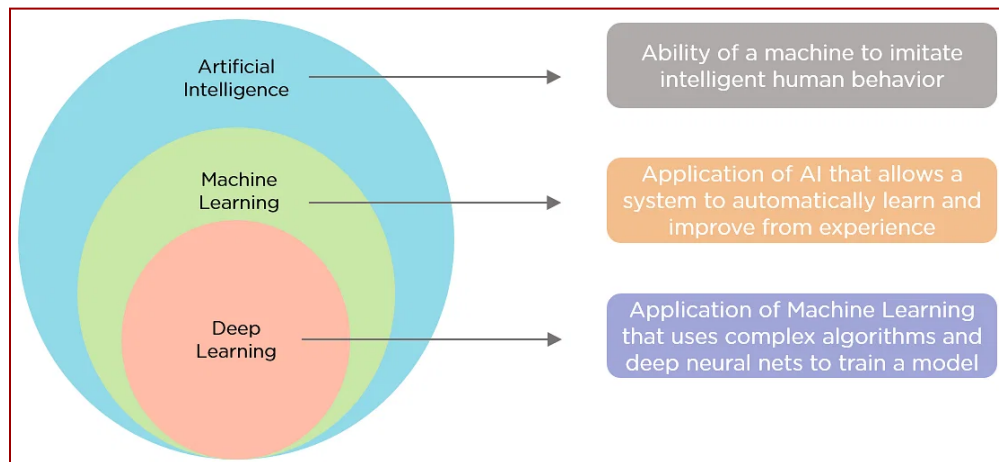 Artificial
Intelligence
Ability of a machine to imitate
intelligent human behavior
Machine
Learning
Application of AI that allows a
system to automatically learn and
improve from experience
Deep
Learning
Application of Machine Learning
that uses complex algorithms and
deep neural nets to train a model